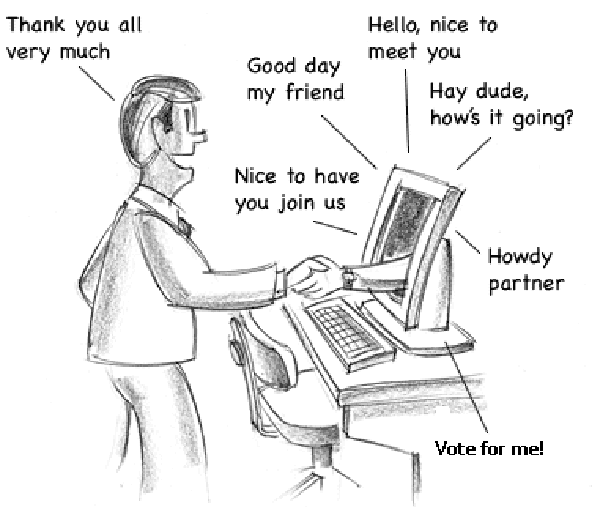 Thank you all
very much
Hello, nice to
meet you
Good day
my friend
Hay dude,
how's it going?
Nice to have
you join us
Howdy
partner
Vote for me!